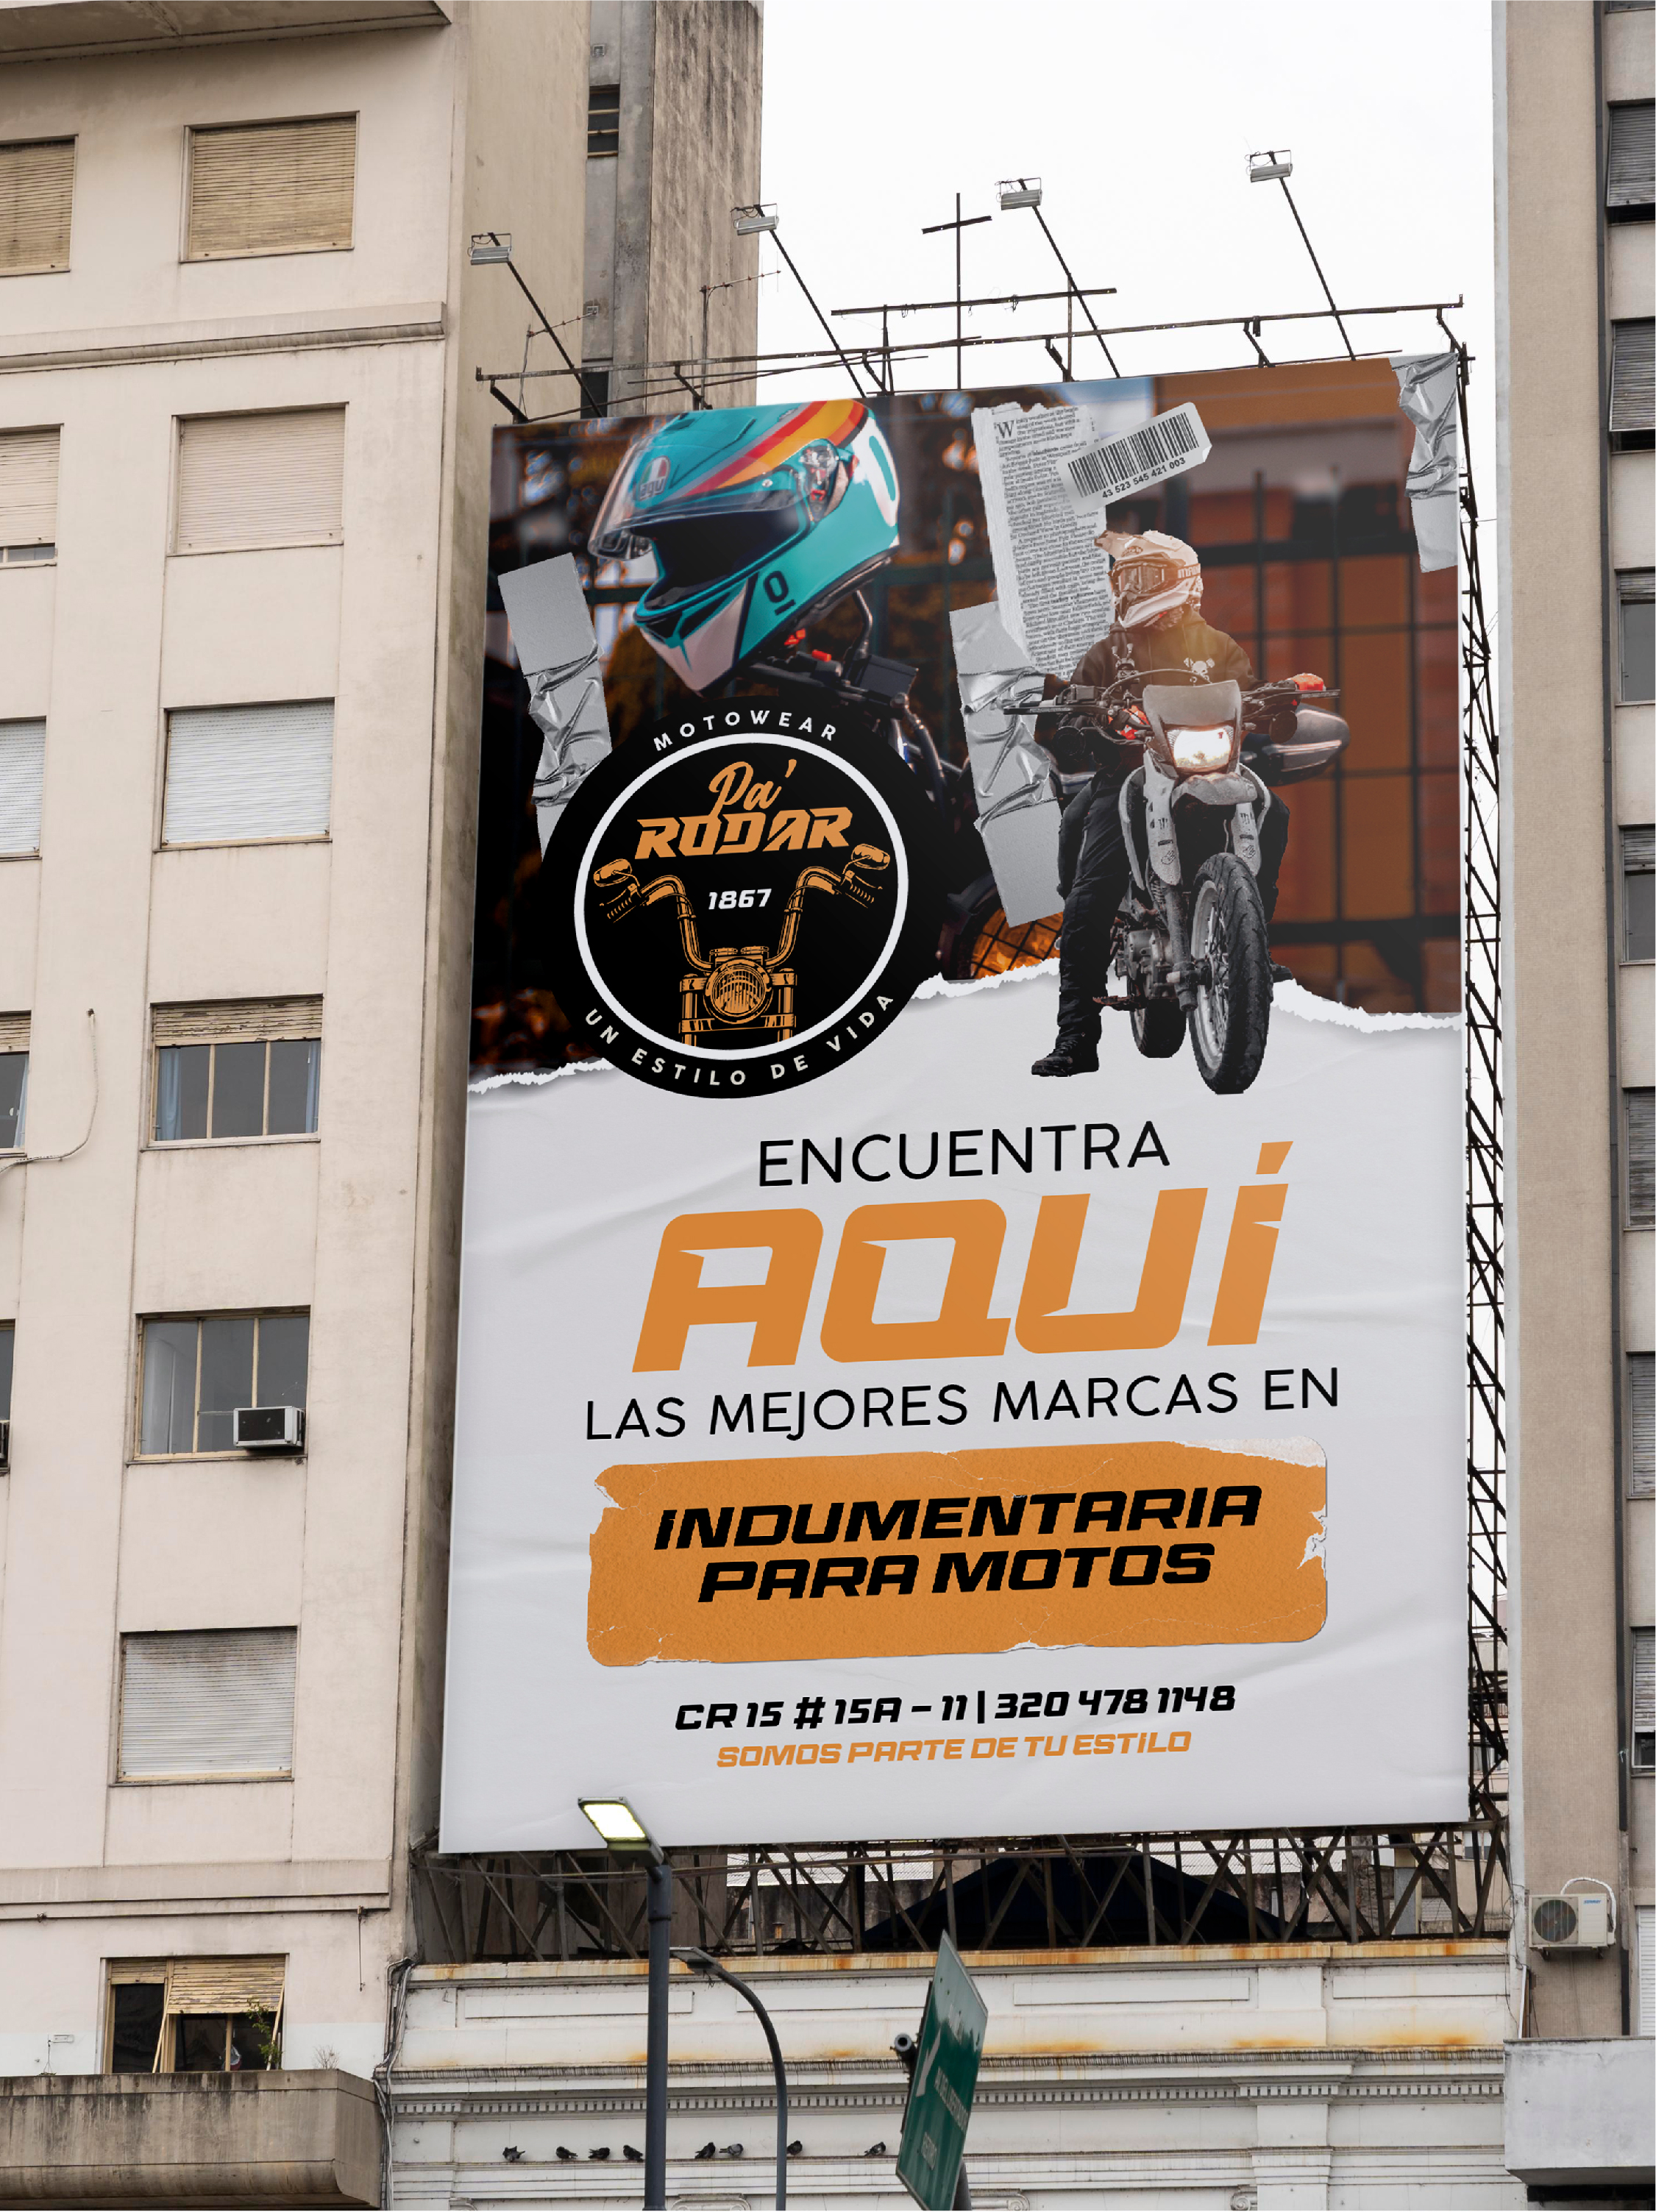 agv
43 523 545 421 003
MOTOWEAR
Pa'
RODAR
1867
UN ESTILO DE VIDA
ENCUENTRA
AQUÍ
LAS MEJORES MARCAS EN
INDUMENTARIA
PARA MOTOS
CR 15 # 15A – 11 | 320 478 1148
SOMOS PARTE DE TU ESTILO